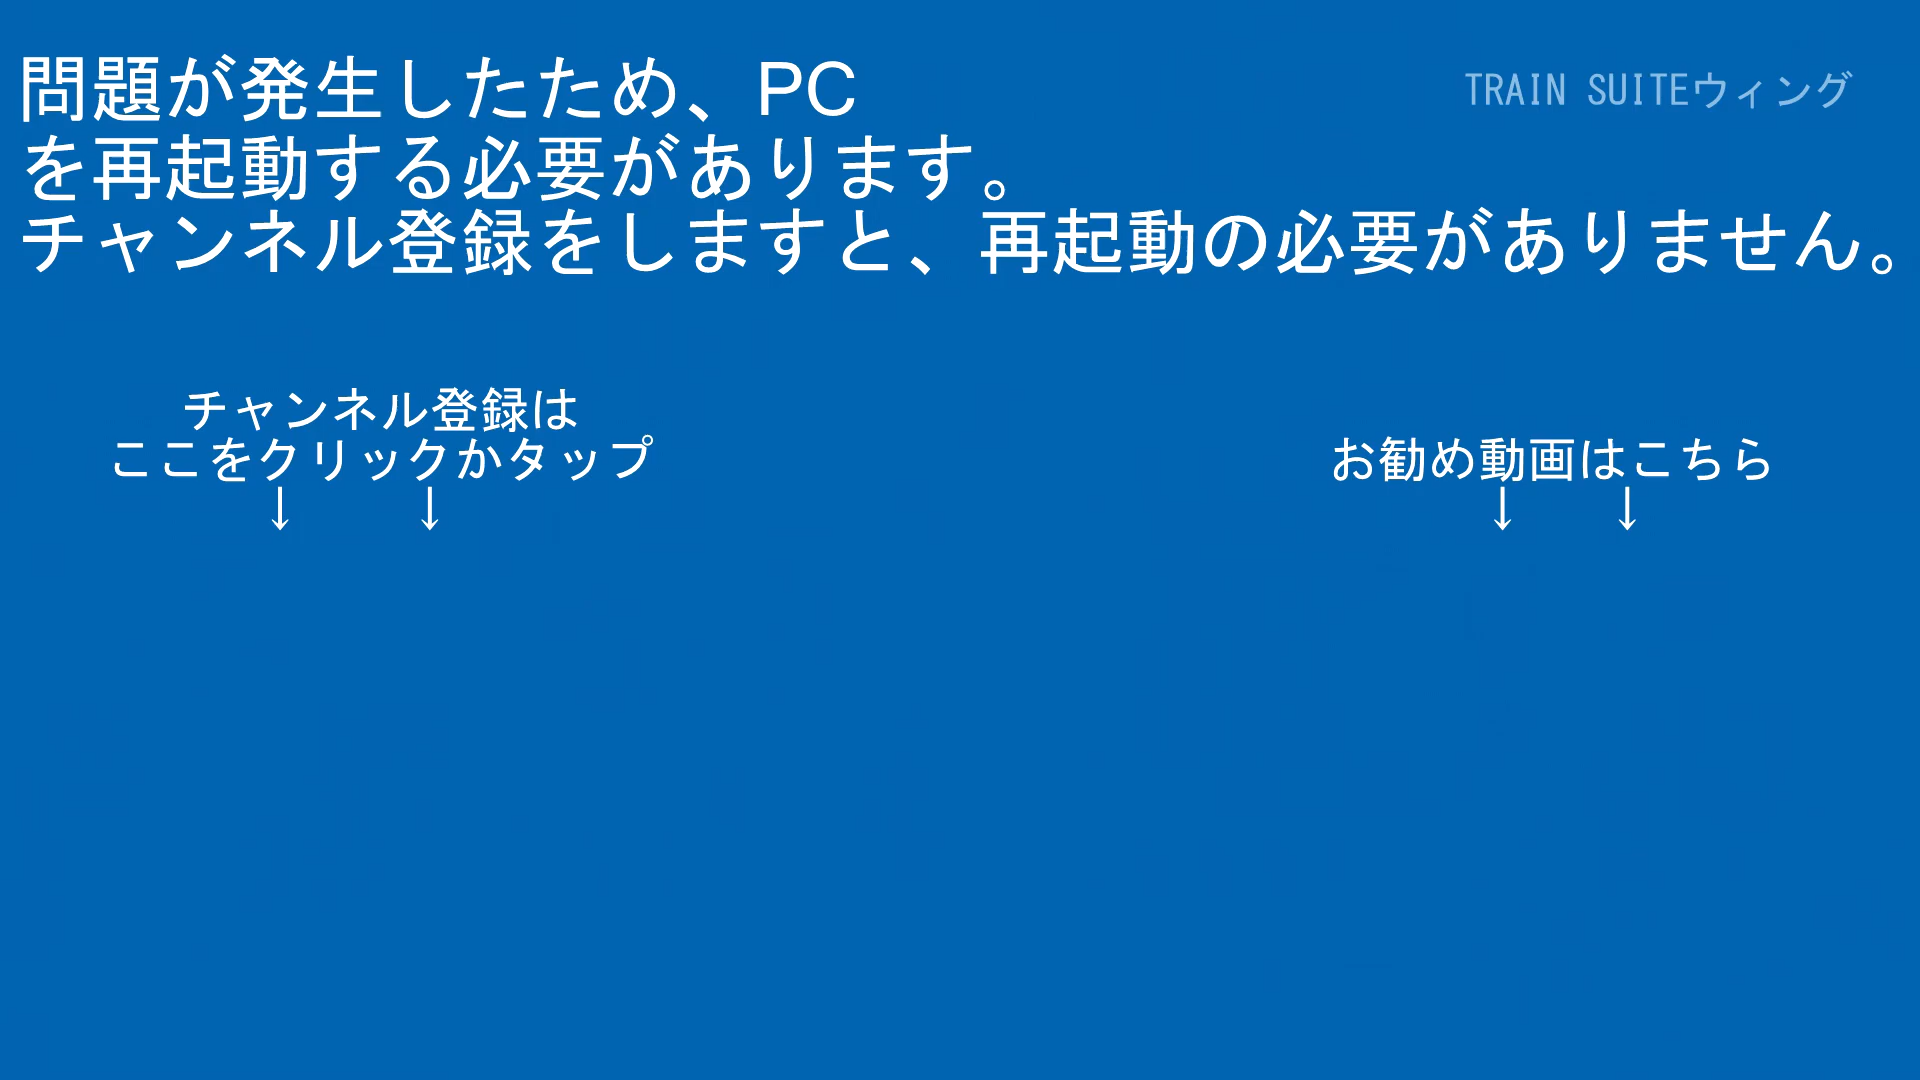 問題が発生したため、PC
TRAIN SUITEウィング
を再起動する必要があります。
チャンネル登録をしますと、再起動の必要がありません。
チャンネル登録は
ここをクリックかタップ
↓ ↓
お勧め動画はこちら
↓ ↓